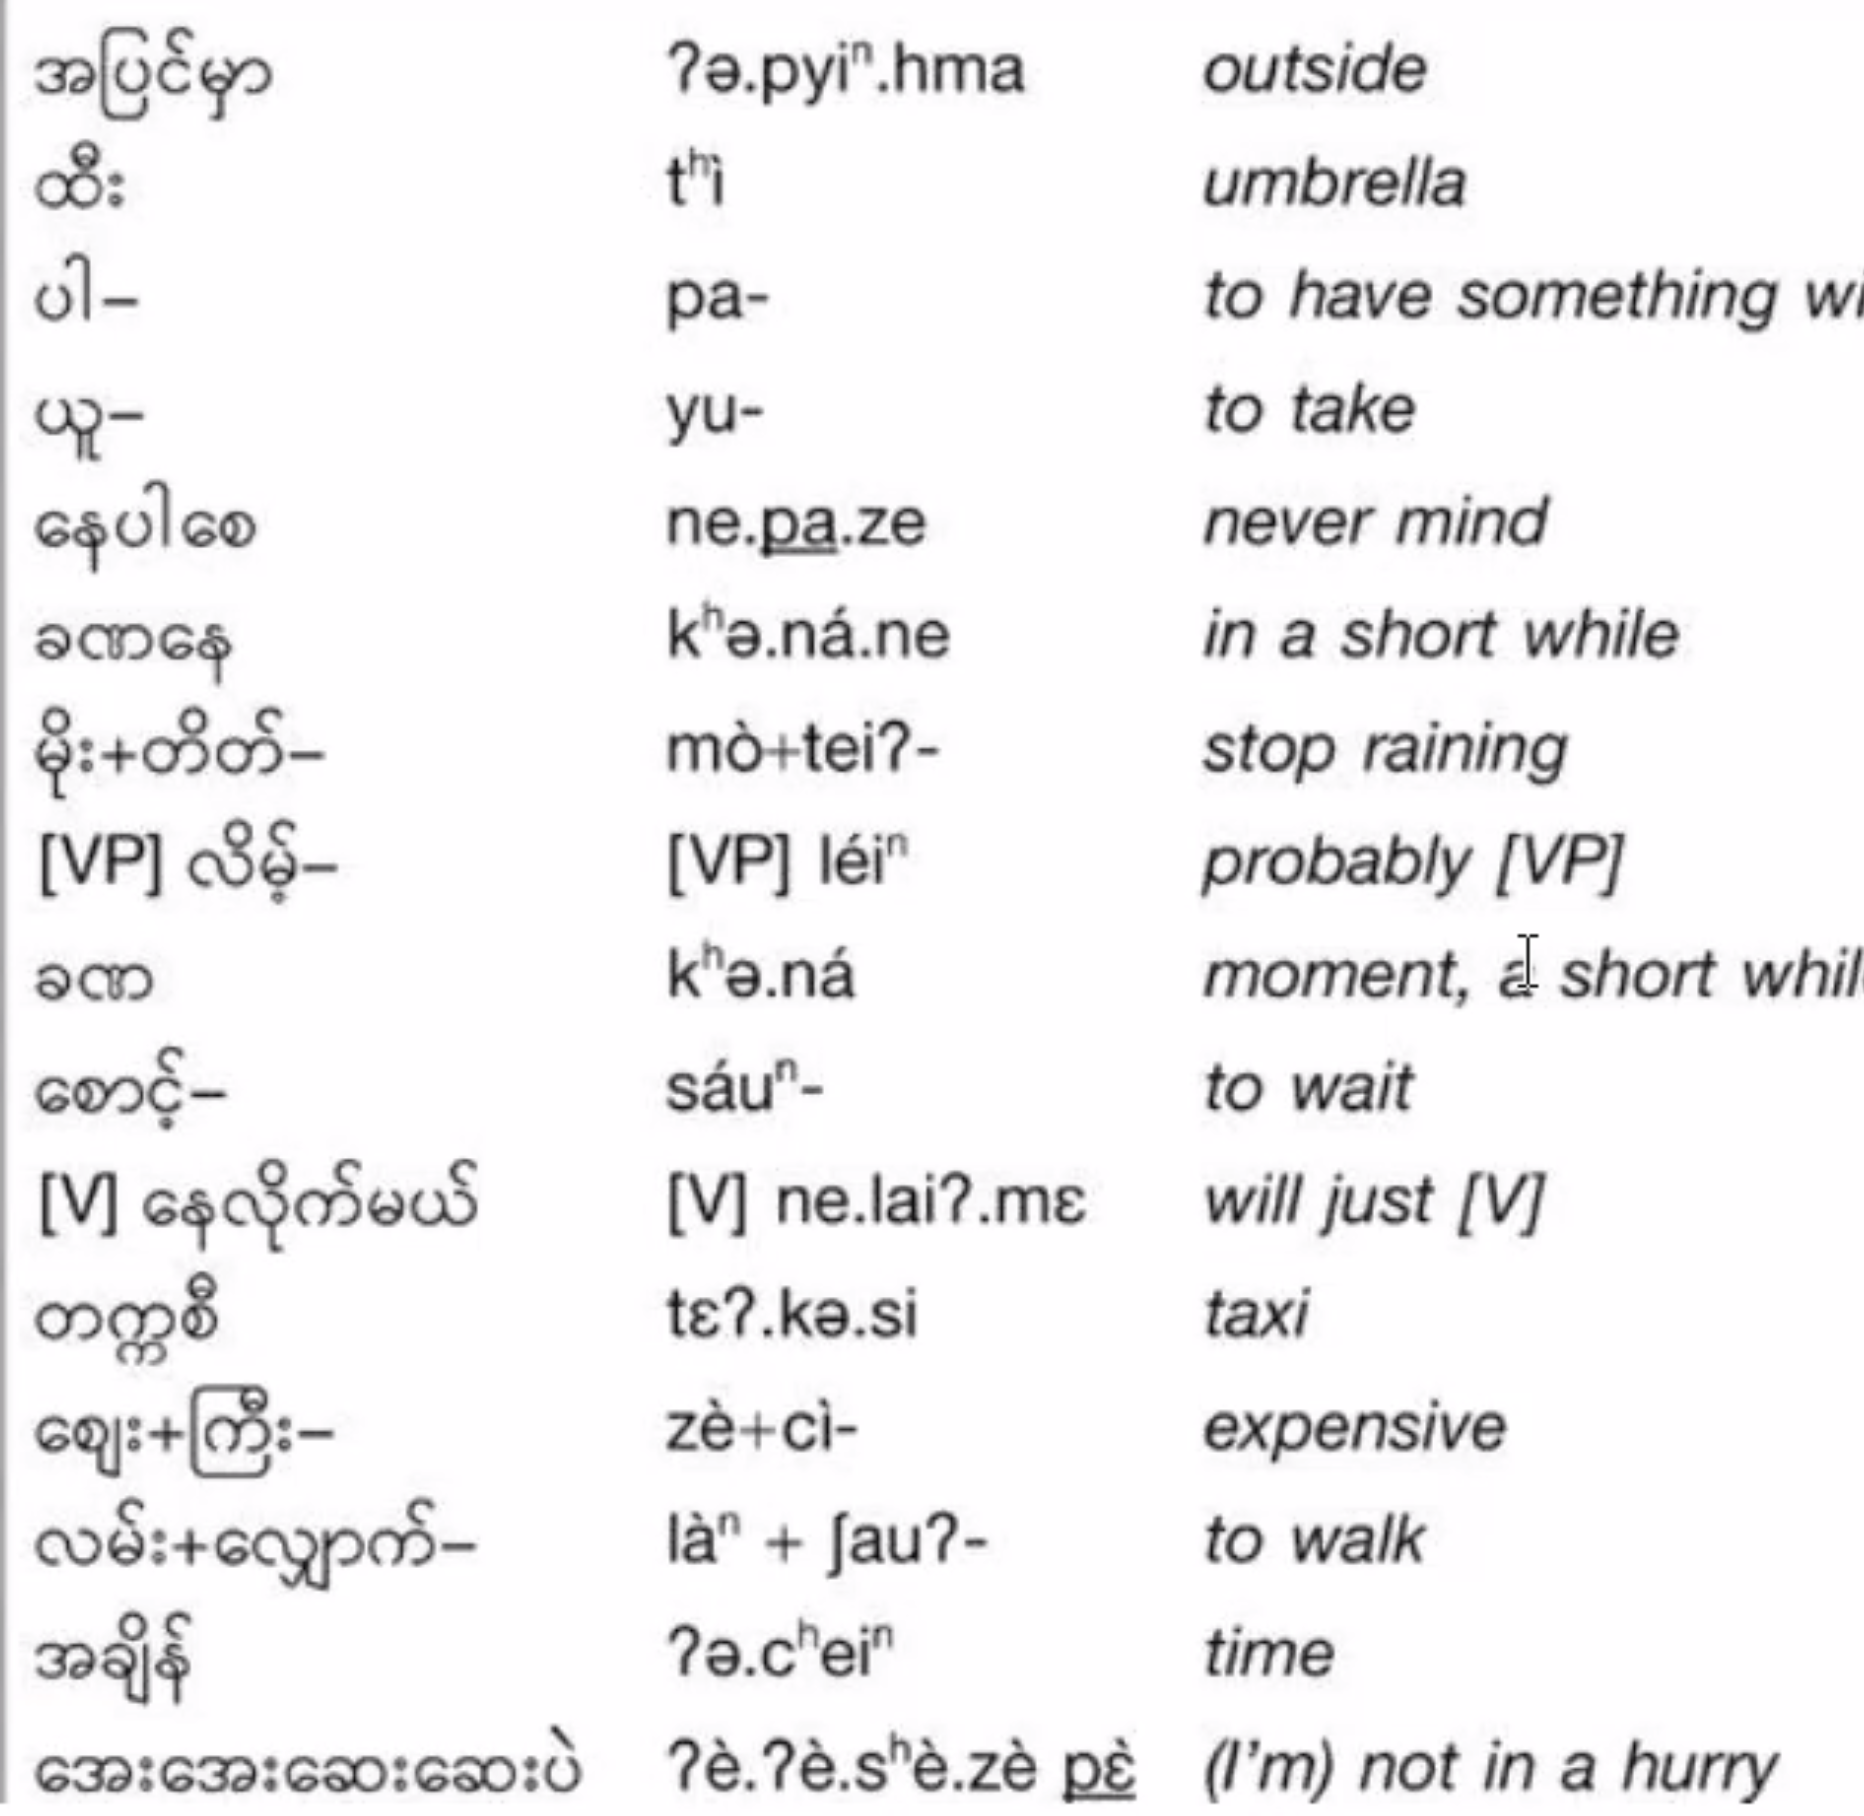 အပြင်မှာ ʔə.pyiⁿ.hma outside
ထီး tʰì umbrella
ပါ– pa- to have something
ယူ– yu- to take
နေပါစေ ne.pa.ze never mind
ခဏနေ kʰə.ná.ne in a short while
မိုး+တိတ်– mò+teiʔ- stop raining
[VP] လိမ့်– [VP] léiⁿ probably [VP]
ခဏ kʰə.ná moment, a short whil
စောင့်– sáuⁿ- to wait
[V] နေလိုက်မယ် [V] ne.laiʔ.mɛ will just [V]
တက္ကစီ tɛʔ.kə.si taxi
ဈေး+ကြီး– zè+cì- expensive
လမ်း+လျှောက်– làⁿ + ʃauʔ- to walk
အချိန် ʔə.cʰeiⁿ time
အေးအေးဆေးဆေးပဲ ʔè.ʔè.sʰè.zè pɛ̀ (I'm) not in a hurry